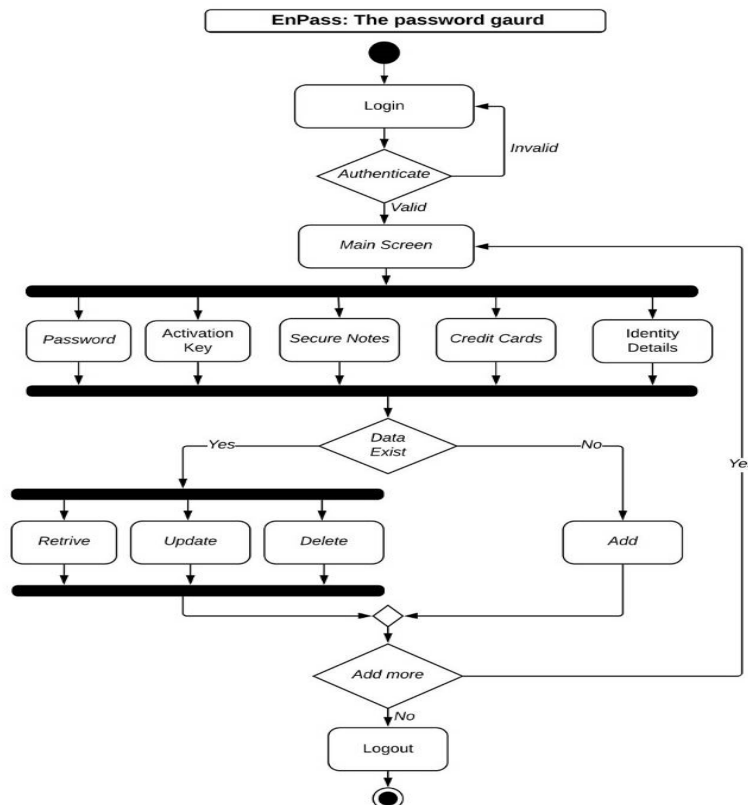 EnPass: The password gaurd
Login
Invalid
Authenticate
Valid
Main Screen
Password
Activation
Key
Secure Notes
Credit Cards
Identity
Details
Data
Exist
Yes
No
Ye
Retrive
Update
Delete
Add
Add more
No
Logout